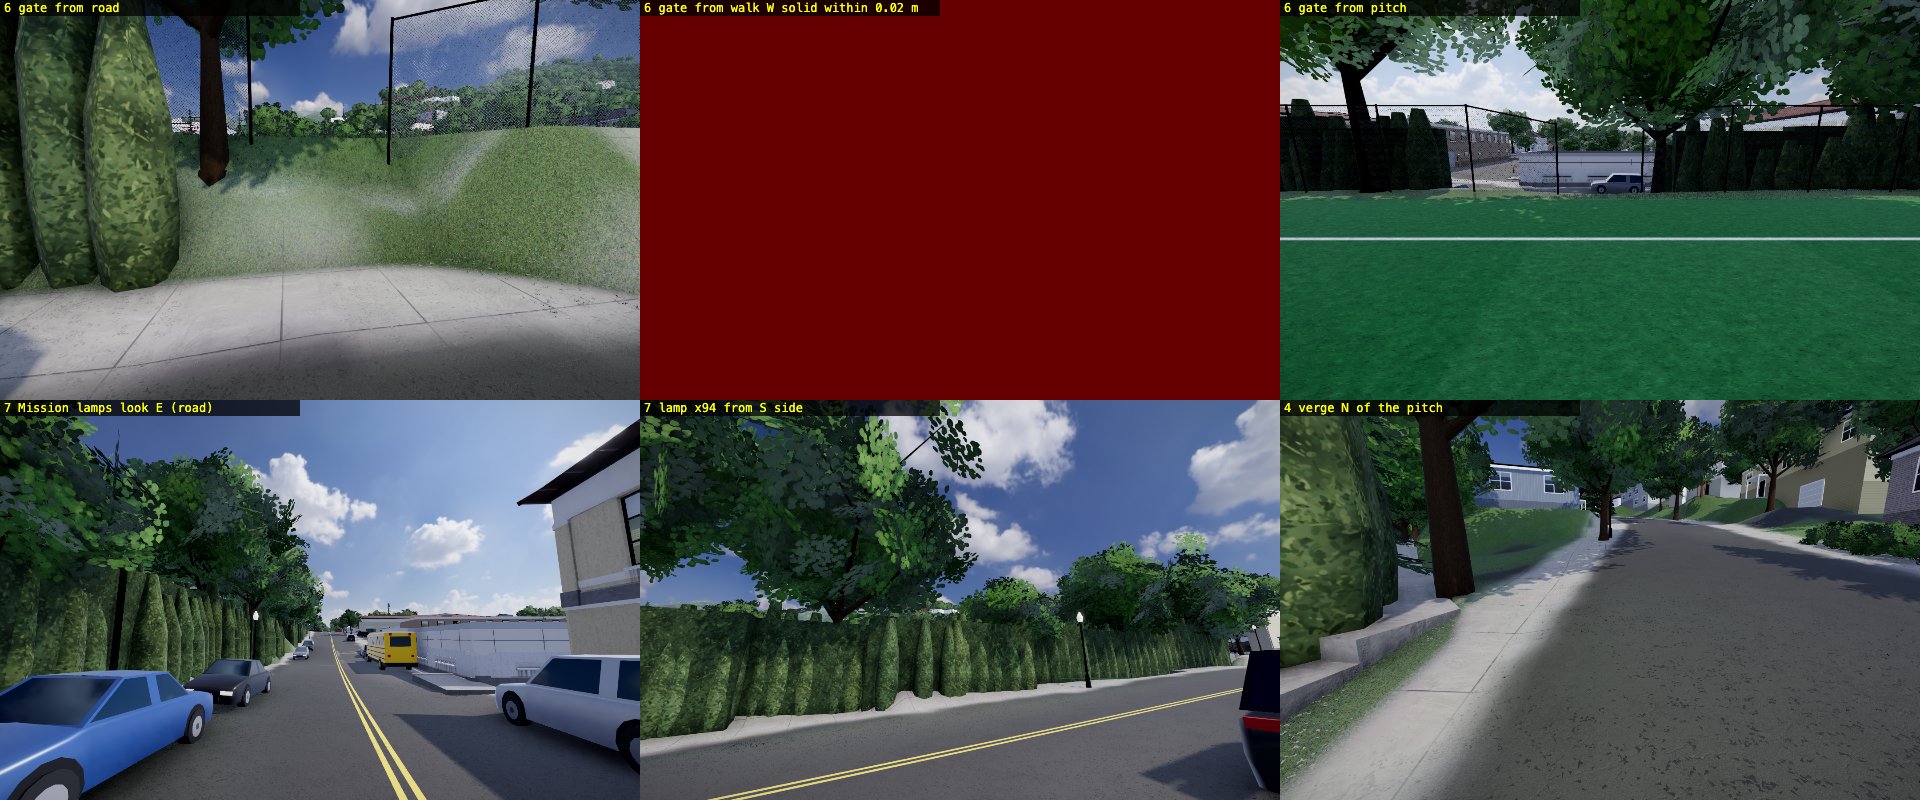 6 gate from road
6 gate from walk W solid within 0.02 m
6 gate from pitch
7 Mission lamps look E (road)
7 lamp x94 from S side
4 verge N of the pitch